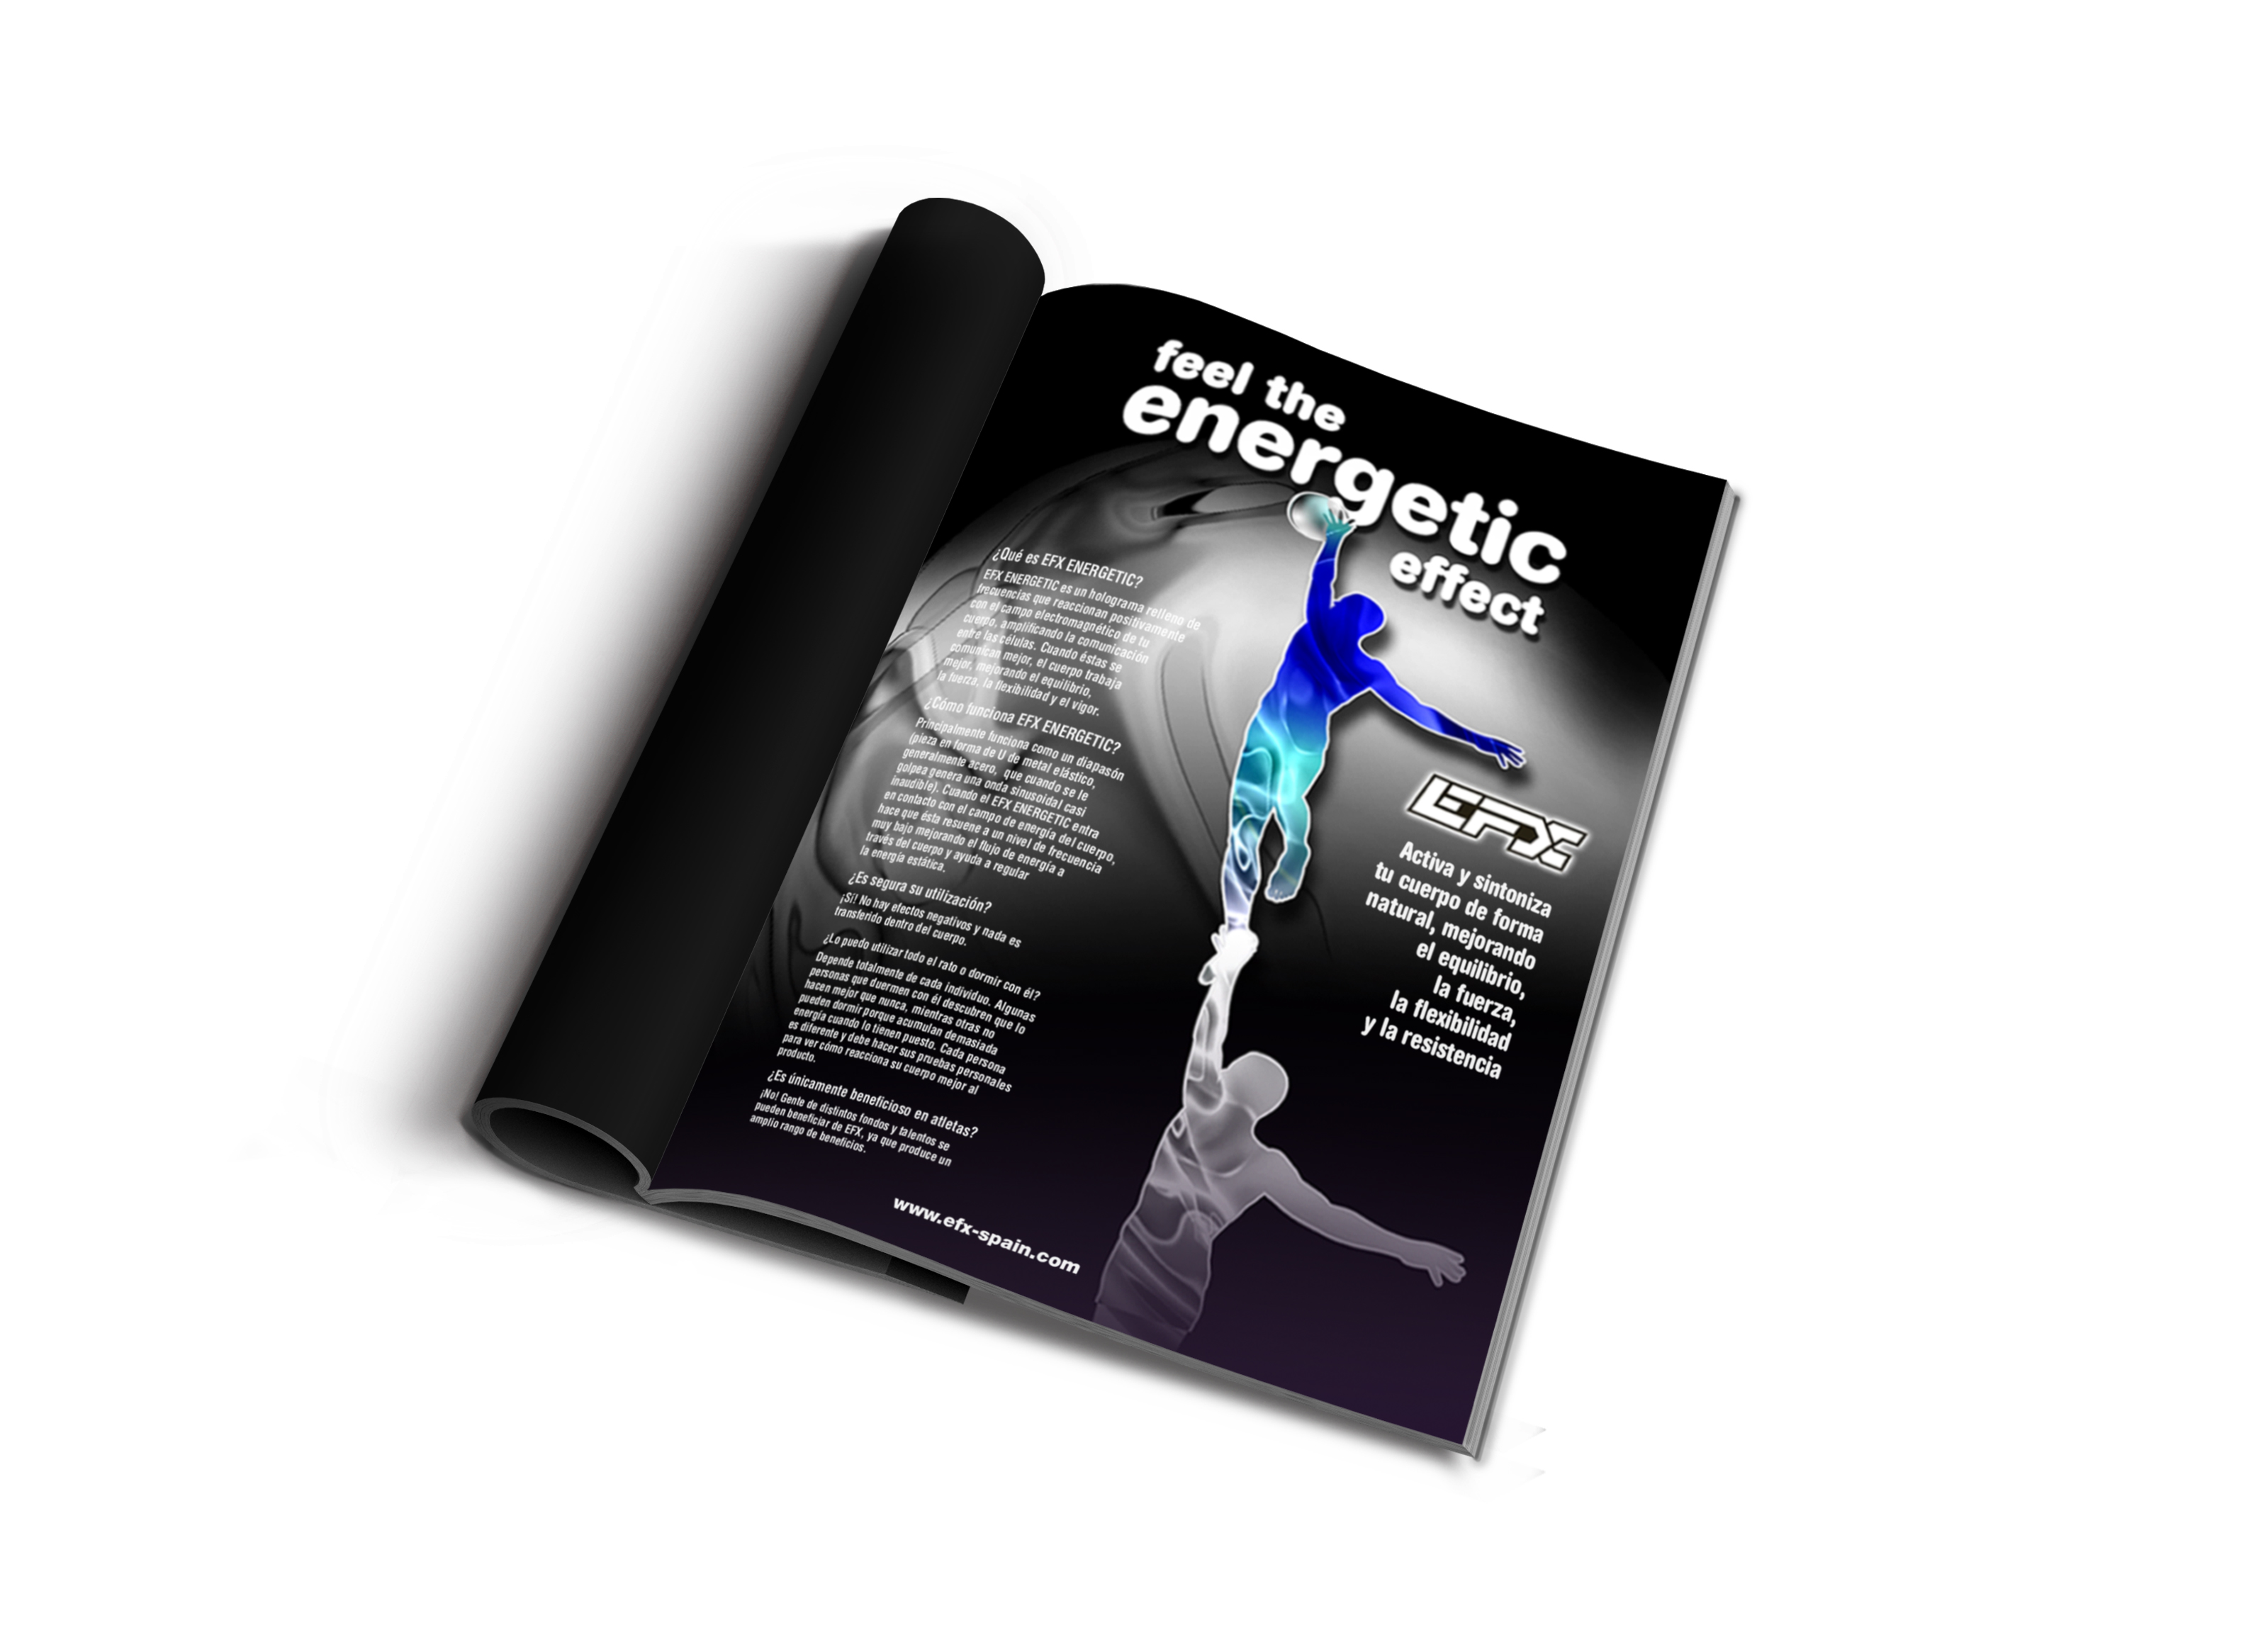 feel the
energetic
effect
¿Qué es EFX ENERGETIC?
EFX ENERGETIC es un holograma relleno de
frecuencias que reaccionan positivamente
con el campo electromagnético de tu
cuerpo, amplificando la comunicación
entre las células. Cuando éstas se
comunican mejor, el cuerpo trabaja
mejor, mejorando el equilibrio,
la fuerza, la flexibilidad y el vigor.
¿Cómo funciona EFX ENERGETIC?
Principalmente funciona como un diapasón
(pieza en forma de U de metal elástico,
generalmente acero, que cuando se le
golpea genera una onda sinusoidal casi
inaudible). Cuando el EFX ENERGETIC entra
en contacto con el campo de energía del cuerpo,
hace que ésta resuene a un nivel de frecuencia
muy bajo mejorando el flujo de energía a
través del cuerpo y ayuda a regular
la energía estática.
¿Es segura su utilización?
¡Sí! No hay efectos negativos y nada es
transferido dentro del cuerpo.
¿Lo puedo utilizar todo el rato o dormir con él?
Depende totalmente de cada individuo. Algunas
personas que duermen con él descubren que lo
hacen mejor que nunca, mientras otras no
pueden dormir porque acumulan demasiada
energía cuando lo tienen puesto. Cada persona
es diferente y debe hacer sus pruebas personales
para ver cómo reacciona su cuerpo mejor al
producto.
¿Es únicamente beneficioso en atletas?
¡No! Gente de distintos fondos y talentos se
pueden beneficiar de EFX, ya que produce un
amplio rango de beneficios.
www.efx-spain.com
EFX
Activa y sintoniza
tu cuerpo de forma
natural, mejorando
el equilibrio,
la fuerza,
la flexibilidad
y la resistencia